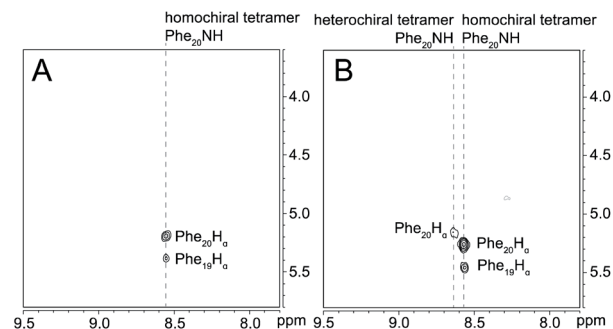 homochiral tetramer
Phe₂₀NH
A
4.0
4.5
5.0
5.5
Phe₂₀Hα
Phe₁₉Hα
9.5 9.0 8.5 8.0 ppm
heterochiral tetramer homochiral tetramer
Phe₂₀NH Phe₂₀NH
B
4.0
4.5
5.0
5.5
Phe₂₀Hα
Phe₂₀Hα
Phe₁₉Hα
9.5 9.0 8.5 8.0 ppm